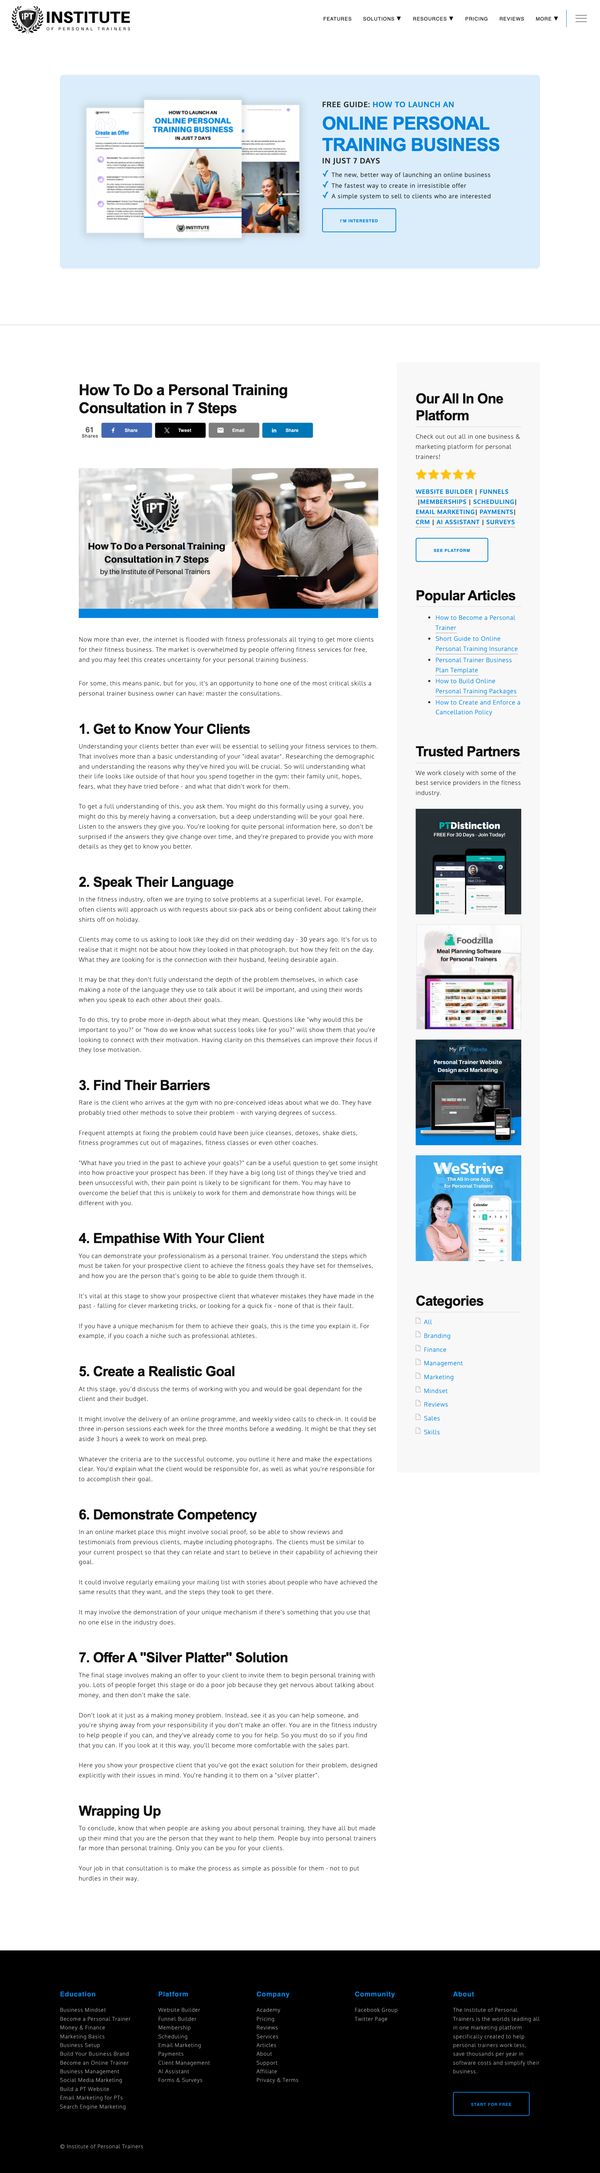 iPT INSTITUTE
OF PERSONAL TRAINERS
FEATURES SOLUTIONS ▼ RESOURCES ▼ PRICING REVIEWS MORE ▼
Create an Offer
HOW TO LAUNCH AN
ONLINE PERSONAL
TRAINING BUSINESS
IN JUST 7 DAYS
INSTITUTE
FREE GUIDE: HOW TO LAUNCH AN
ONLINE PERSONAL
TRAINING BUSINESS
IN JUST 7 DAYS
✓ The new, better way of launching an online business
✓ The fastest way to create in irresistible offer
✓ A simple system to sell to clients who are interested
I'M INTERESTED
How To Do a Personal Training
Consultation in 7 Steps
61
Shares
Share
Tweet
Email
Share
iPT
How To Do a Personal Training
Consultation in 7 Steps
by the Institute of Personal Trainers
Now more than ever, the internet is flooded with fitness professionals all trying to get more clients
for their fitness business. The market is overwhelmed by people offering fitness services for free,
and you may feel this creates uncertainty for your personal training business.
For some, this means panic, but for you, it's an opportunity to hone one of the most critical skills a
personal trainer business owner can have: master the consultations.
1. Get to Know Your Clients
Understanding your clients better than ever will be essential to selling your fitness services to them.
That involves more than a basic understanding of your "ideal avatar". Researching the demographic
and understanding the reasons why they've hired you will be crucial. So will understanding what
their life looks like outside of that hour you spend together in the gym: their family unit, hopes,
fears, what they have tried before - and what that didn't work for them.
To get a full understanding of this, you ask them. You might do this formally using a survey, you
might do this by merely having a conversation, but a deep understanding will be your goal here.
Listen to the answers they give you. You're looking for quite personal information here, so don't be
surprised if the answers they give change over time, and they're prepared to provide you with more
details as they get to know you better.
2. Speak Their Language
In the fitness industry, often we are trying to solve problems at a superficial level. For example,
often clients will approach us with requests about six-pack abs or being confident about taking their
shirts off on holiday.
Clients may come to us asking to look like they did on their wedding day - 30 years ago. It's for us to
realise that it might not be about how they looked in that photograph, but how they felt on the day.
What they are looking for is the connection with their husband, feeling desirable again.
It may be that they don't fully understand the depth of the problem themselves, in which case
making a note of the language they use to talk about it will be important, and using their words
when you speak to each other about their goals.
To do this, try to probe more in-depth about what they mean. Questions like "why would this be
important to you?" or "how do we know what success looks like for you?" will show them that you're
looking to connect with their motivation. Having clarity on this themselves can improve their focus if
they lose motivation.
3. Find Their Barriers
Rare is the client who arrives at the gym with no pre-conceived ideas about what we do. They have
probably tried other methods to solve their problem - with varying degrees of success.
Frequent attempts at fixing the problem could have been juice cleanses, detoxes, shake diets,
fitness programmes cut out of magazines, fitness classes or even other coaches.
"What have you tried in the past to achieve your goals?" can be a useful question to get some insight
into how proactive your prospect has been. If they have a big long list of things they've tried and
been unsuccessful with, their pain point is likely to be significant for them. You may have to
overcome the belief that this is unlikely to work for them and demonstrate how things will be
different with you.
4. Empathise With Your Client
You can demonstrate your professionalism as a personal trainer. You understand the steps which
must be taken for your prospective client to achieve the fitness goals they have set for themselves,
and how you are the person that's going to be able to guide them through it.
It's vital at this stage to show your prospective client that whatever mistakes they have made in the
past - falling for clever marketing tricks, or looking for a quick fix - none of that is their fault.
If you have a unique mechanism for them to achieve their goals, this is the time you explain it. For
example, if you coach a niche such as professional athletes.
5. Create a Realistic Goal
At this stage, you'd discuss the terms of working with you and would be goal dependant for the
client and their budget.
It might involve the delivery of an online programme, and weekly video calls to check-in. It could be
three in-person sessions each week for the three months before a wedding. It might be that they set
aside 3 hours a week to work on meal prep.
Whatever the criteria are to the successful outcome, you outline it here and make the expectations
clear. You'd explain what the client would be responsible for, as well as what you're responsible for
to accomplish their goal.
6. Demonstrate Competency
In an online market place this might involve social proof, so be able to show reviews and
testimonials from previous clients, maybe including photographs. The clients must be similar to
your current prospect so that they can relate and start to believe in their capability of achieving their
goal.
It could involve regularly emailing your mailing list with stories about people who have achieved the
same results that they want, and the steps they took to get there.
It may involve the demonstration of your unique mechanism if there's something that you use that
no one else in the industry does.
7. Offer A "Silver Platter" Solution
The final stage involves making an offer to your client to invite them to begin personal training with
you. Lots of people forget this stage or do a poor job because they get nervous about talking about
money, and then don't make the sale.
Don't look at it just as a making money problem. Instead, see it as you can help someone, and
you're shying away from your responsibility if you don't make an offer. You are in the fitness industry
to help people if you can, and they've already come to you for help. So you must do so if you find
that you can. If you look at it this way, you'll become more comfortable with the sales part.
Here you show your prospective client that you've got the exact solution for their problem, designed
explicitly with their issues in mind. You're handing it to them on a "silver platter".
Wrapping Up
To conclude, know that when people are asking you about personal training, they have all but made
up their mind that you are the person that they want to help them. People buy into personal trainers
far more than personal training. Only you can be you for your clients.
Your job in that consultation is to make the process as simple as possible for them - not to put
hurdles in their way.
Our All In One
Platform
Check out out all in one business &
marketing platform for personal
trainers!
WEBSITE BUILDER | FUNNELS
|MEMBERSHIPS | SCHEDULING|
EMAIL MARKETING| PAYMENTS|
CRM | AI ASSISTANT | SURVEYS
SEE PLATFORM
Popular Articles
How to Become a Personal
Trainer
Short Guide to Online
Personal Training Insurance
Personal Trainer Business
Plan Template
How to Build Online
Personal Training Packages
How to Create and Enforce a
Cancellation Policy
Trusted Partners
We work closely with some of the
best service providers in the fitness
industry.
PTDistinction
FREE For 30 Days - Join Today!
Foodzilla
Meal Planning Software
for Personal Trainers
My PT Website
Personal Trainer Website
Design and Marketing
WeStrive
The All-in-One App
for Personal Trainers
Calendar
Categories
All
Branding
Finance
Management
Marketing
Mindset
Reviews
Sales
Skills
Education
Business Mindset
Become a Personal Trainer
Money & Finance
Marketing Basics
Business Setup
Build Your Business Brand
Become an Online Trainer
Business Management
Social Media Marketing
Build a PT Website
Email Marketing for PTs
Search Engine Marketing
Platform
Website Builder
Funnel Builder
Membership
Scheduling
Email Marketing
Payments
Client Management
AI Assistans
Forms & Surveys
Company
Academy
Pricing
Reviews
Services
Articles
About
Support
Affiliate
Privacy & Terms
Community
Facebook Group
Twitter Page
About
The Institute of Personal
Trainers is the worlds leading all
in one marketing platform
specifically created to help
personal trainers work less,
save thousands per year in
software costs and simplify their
business.
START FOR FREE
© Institute of Personal Trainers